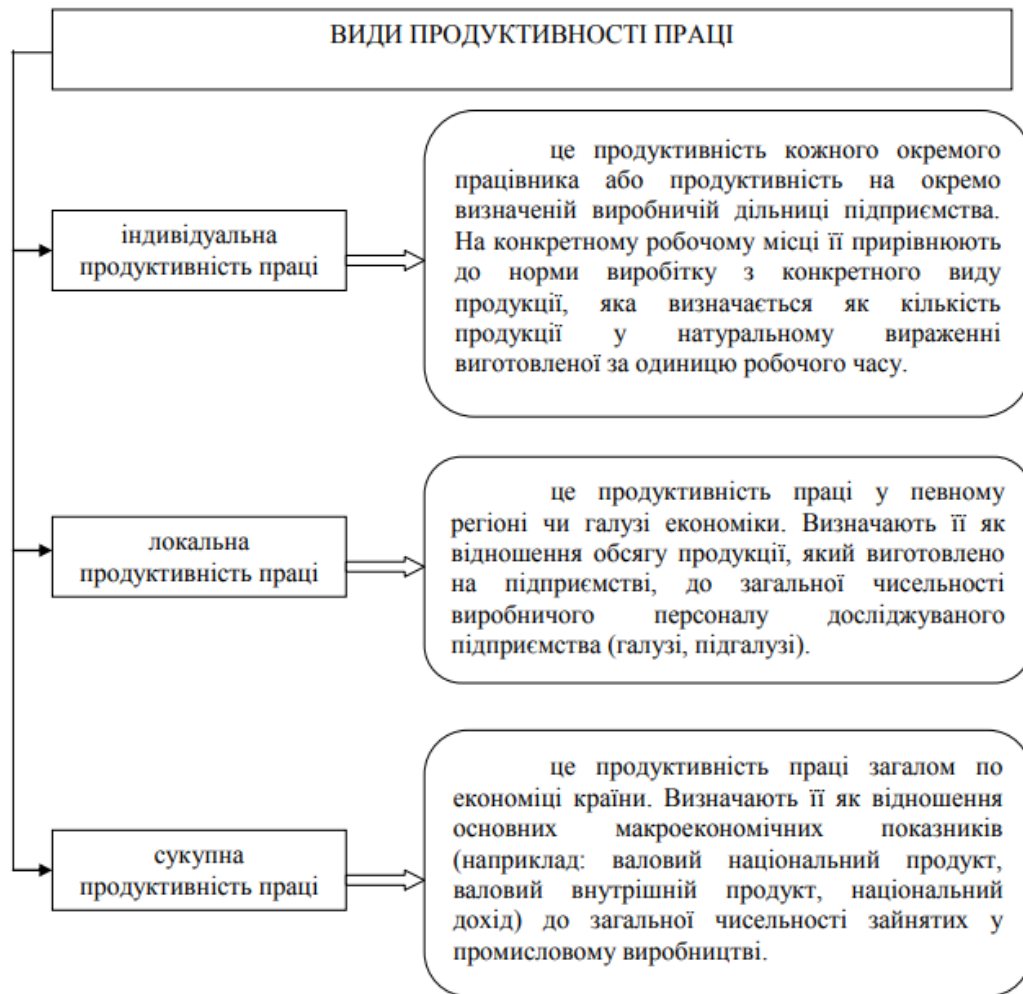 ВИДИ ПРОДУКТИВНОСТІ ПРАЦІ
індивідуальна
продуктивність праці
це продуктивність кожного окремого
працівника або продуктивність на окремо
визначеній виробничій дільниці підприємства.
На конкретному робочому місці її прирівнюють
до норми виробітку з конкретного виду
продукції, яка визначається як кількість
продукції у натуральному вираженні
виготовленої за одиницю робочого часу.
локальна
продуктивність праці
це продуктивність праці у певному
регіоні чи галузі економіки. Визначають її як
відношення обсягу продукції, який виготовлено
на підприємстві, до загальної чисельності
виробничого персоналу досліджуваного
підприємства (галузі, підгалузі).
сукупна
продуктивність праці
це продуктивність праці загалом по
економіці країни. Визначають її як відношення
основних макроекономічних показників
(наприклад: валовий національний продукт,
валовий внутрішній продукт, національний
дохід) до загальної чисельності зайнятих у
промисловому виробництві.